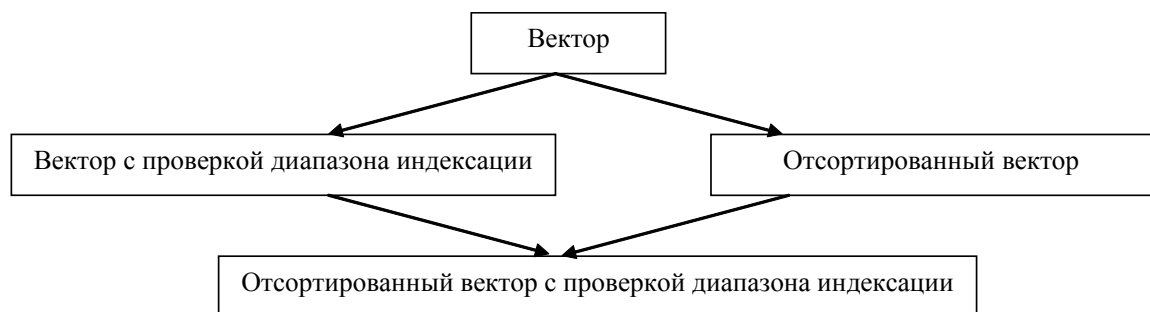 Вектор
Вектор с проверкой диапазона индексации
Отсортированный вектор
Отсортированный вектор с проверкой диапазона индексации